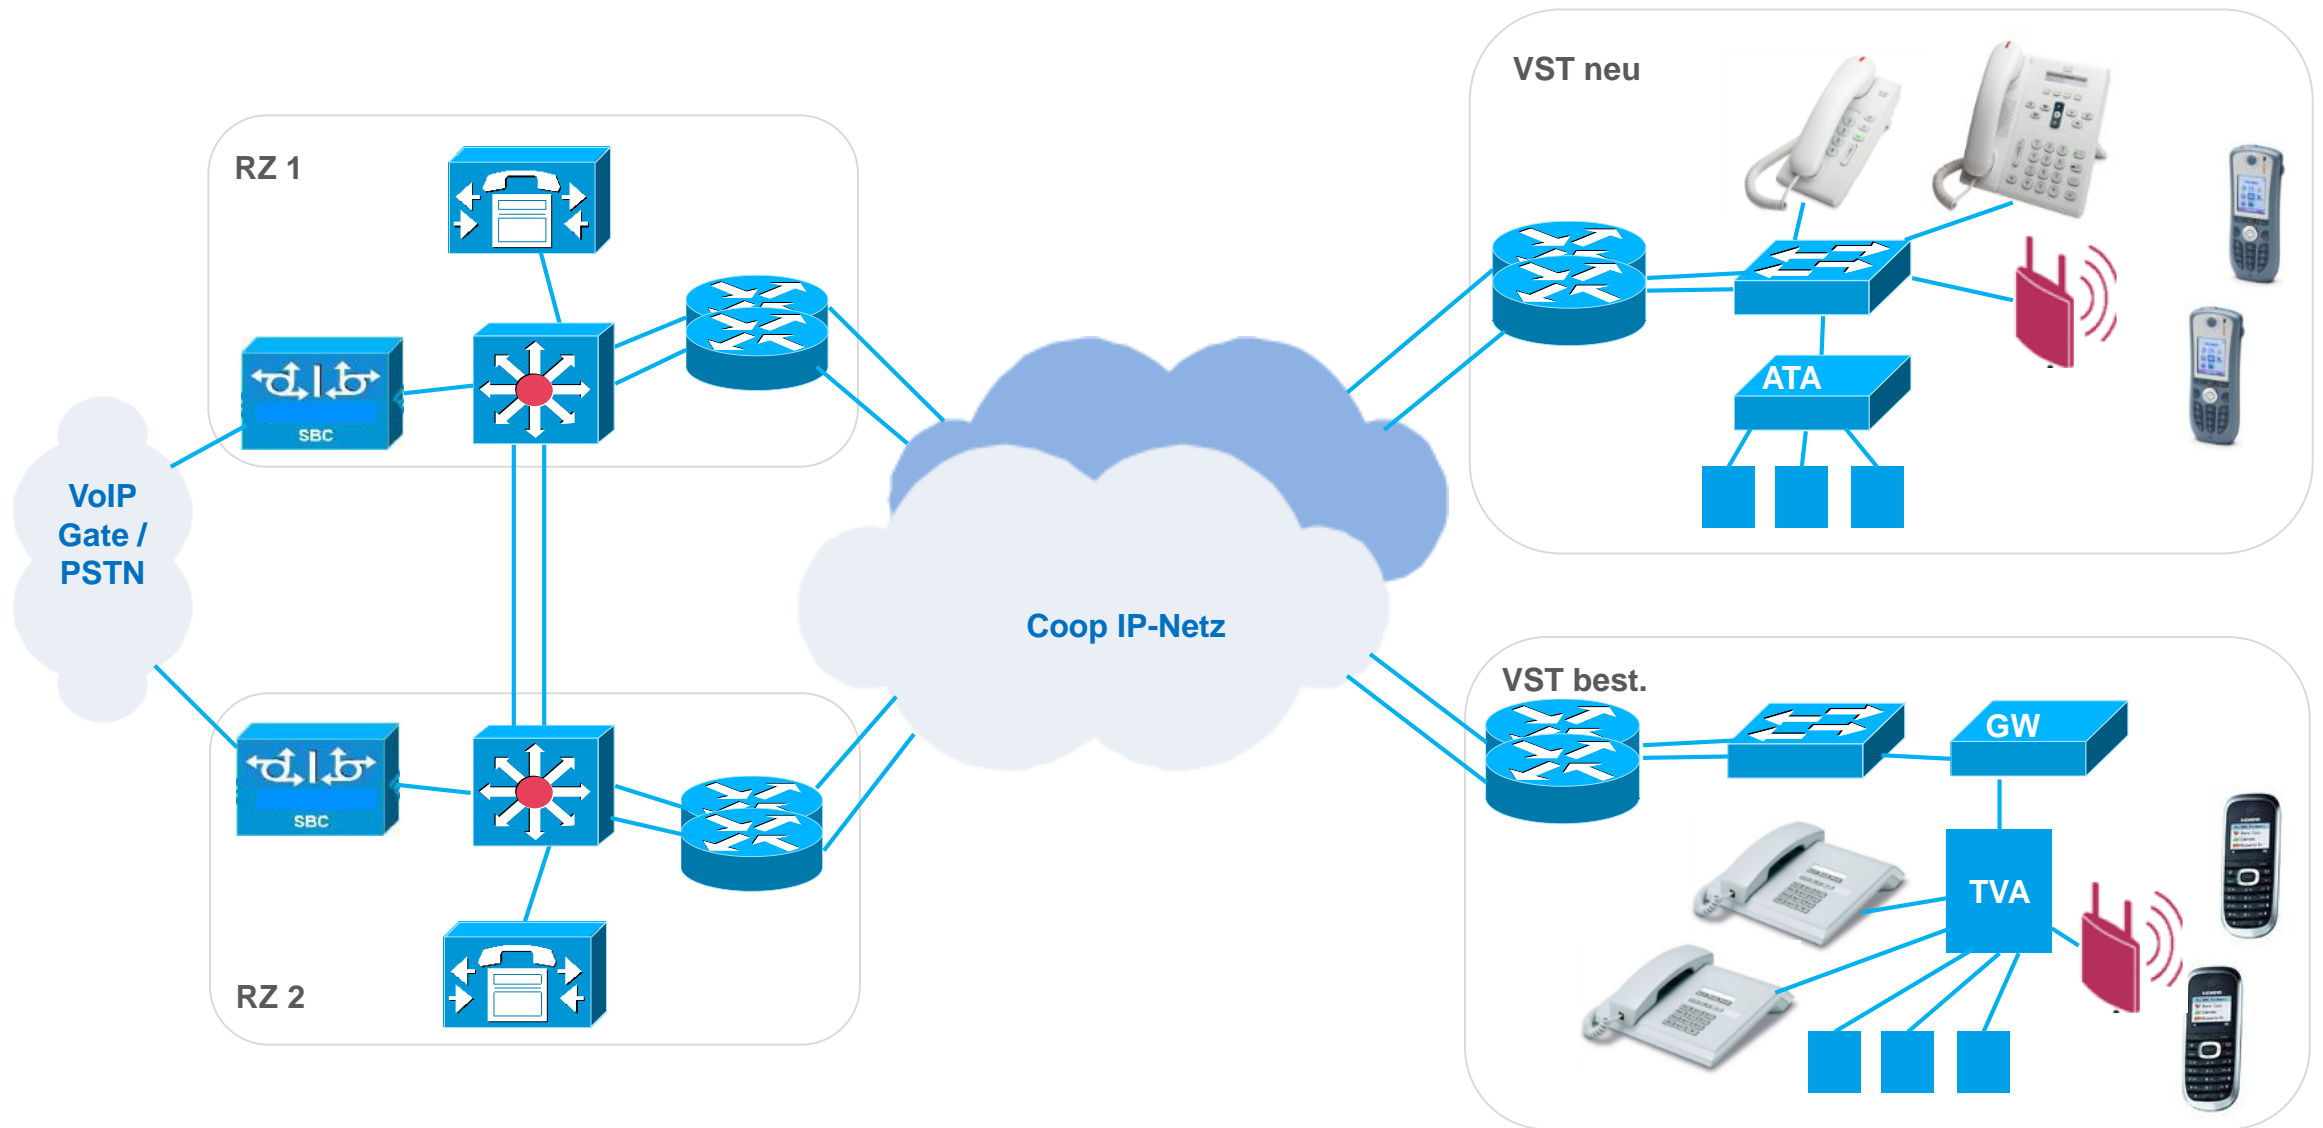 VST neu
RZ 1
SBC
ATA
VoIP
Gate /
PSTN
Coop IP-Netz
VST best.
GW
SBC
TVA
RZ 2